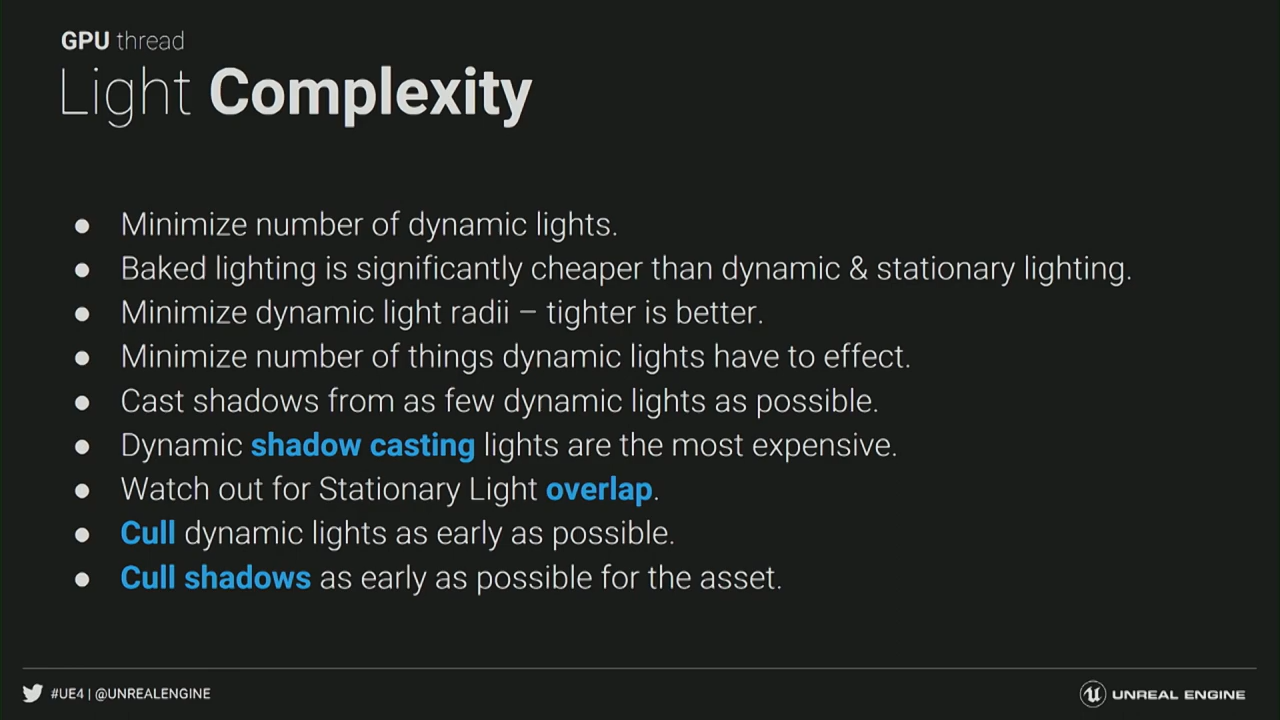 GPU thread
Light Complexity
● Minimize number of dynamic lights.
● Baked lighting is significantly cheaper than dynamic & stationary lighting.
● Minimize dynamic light radii – tighter is better.
● Minimize number of things dynamic lights have to effect.
● Cast shadows from as few dynamic lights as possible.
● Dynamic shadow casting lights are the most expensive.
● Watch out for Stationary Light overlap.
● Cull dynamic lights as early as possible.
● Cull shadows as early as possible for the asset.
#UE4 | @UNREALENGINE
UNREAL ENGINE